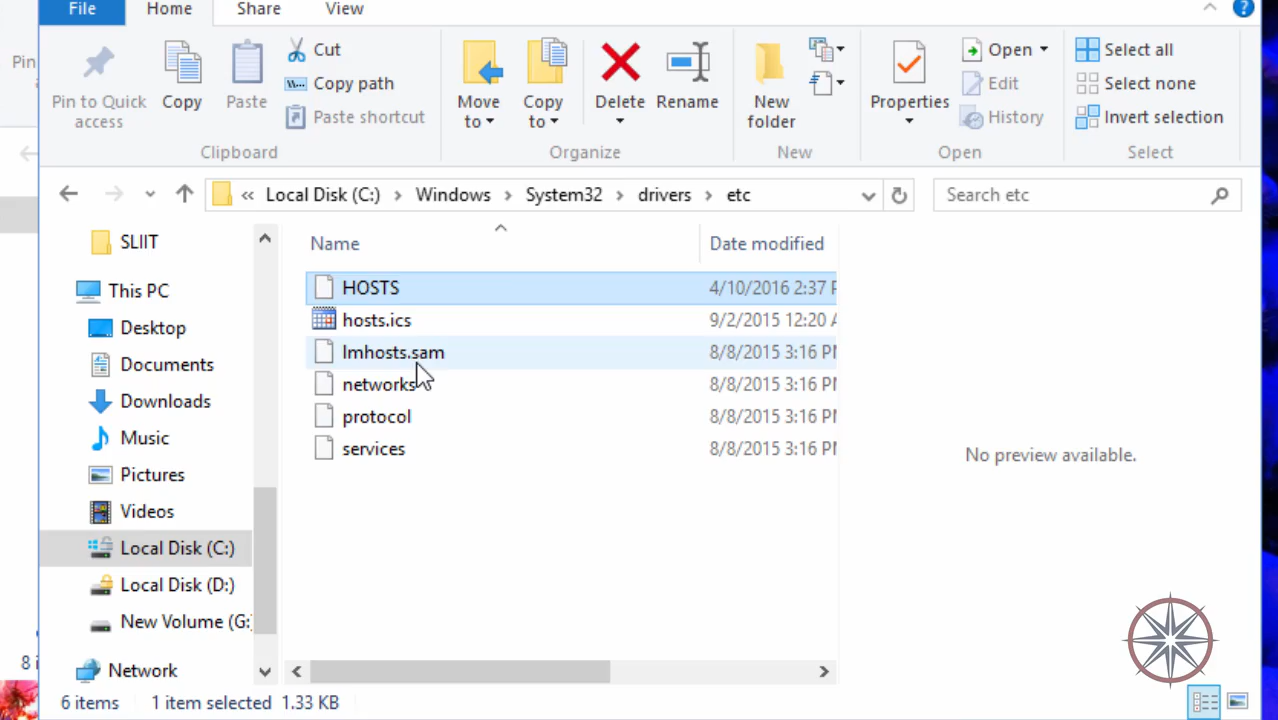 File Home Share View
Pin to Quick access
Copy
Paste
Cut
Copy path
Paste shortcut
Clipboard
Move to
Copy to
Delete
Rename
Organize
New folder
New
Properties
Open
Edit
History
Open
Select all
Select none
Invert selection
Select
Pin
« Local Disk (C:) › Windows › System32 › drivers › etc
Search etc
SLIIT
This PC
Desktop
Documents
Downloads
Music
Pictures
Videos
Local Disk (C:)
Local Disk (D:)
New Volume (G:
Network
Name Date modified
HOSTS 4/10/2016 2:37
hosts.ics 9/2/2015 12:20
lmhosts.sam 8/8/2015 3:16
networks 8/8/2015 3:16
protocol 8/8/2015 3:16
services 8/8/2015 3:16
No preview available.
6 items 1 item selected 1.33 KB